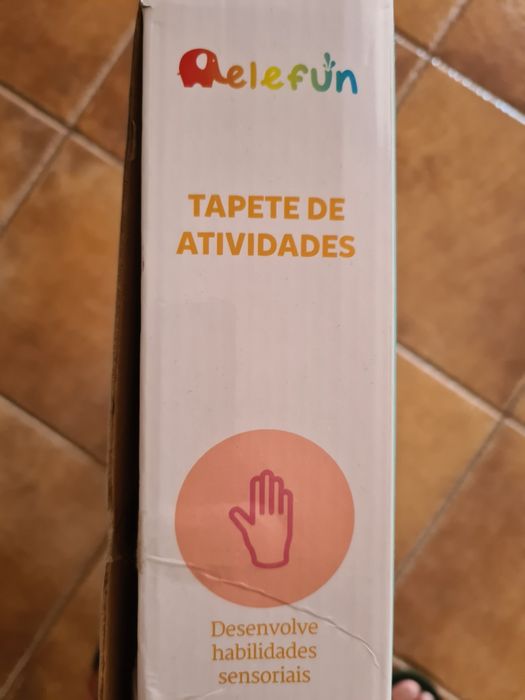 elefun
TAPETE DE
ATIVIDADES
Desenvolve
habilidades
sensoriais